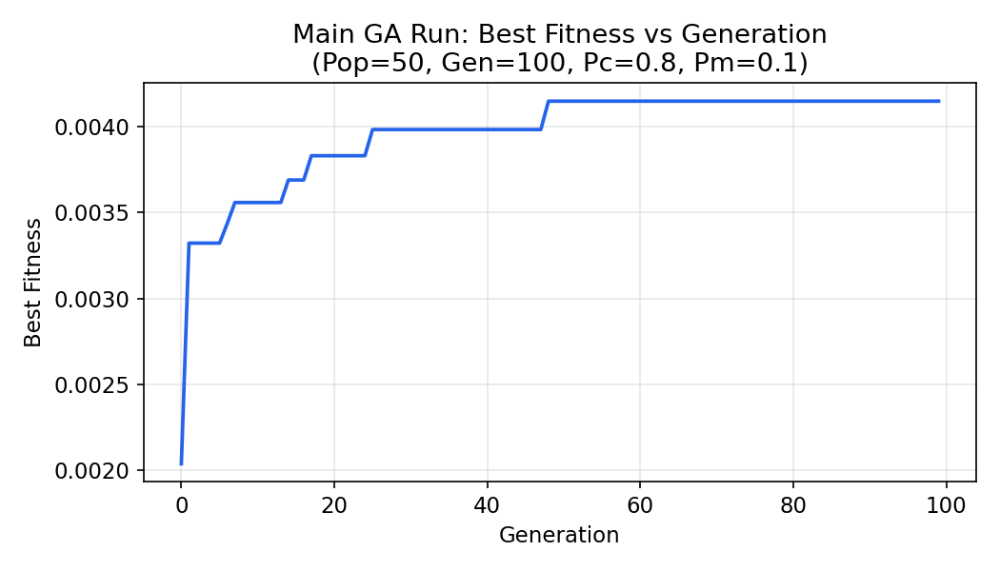 Main GA Run: Best Fitness vs Generation
(Pop=50, Gen=100, Pc=0.8, Pm=0.1)
Best Fitness
0.0040
0.0035
0.0030
0.0025
0.0020
0 20 40 60 80 100
Generation